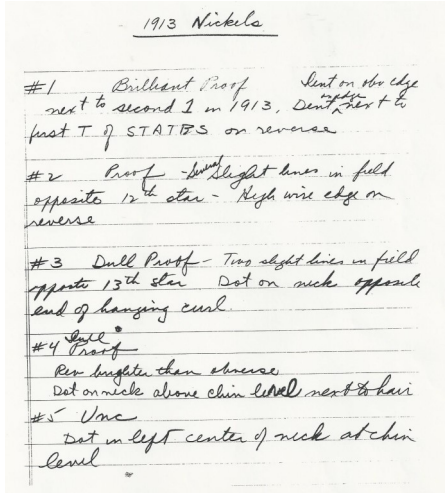 1913 Nickels
#1 Brilliant Proof Dent on obv edge
next to second 1 in 1913, Dent on edge next to
first T of STATES on reverse
#2 Proof - Several Slight lines in field
opposite 12th star - High wire edge on
reverse
#3 Dull Proof - Two slight lines in field
opposite 13th star Dot on neck opposite
end of hanging curl.
#4 Dull Proof
Rev brighter than obverse
Dot on neck above chin level next to hair
#5 Unc
Dot in left center of neck at chin
level